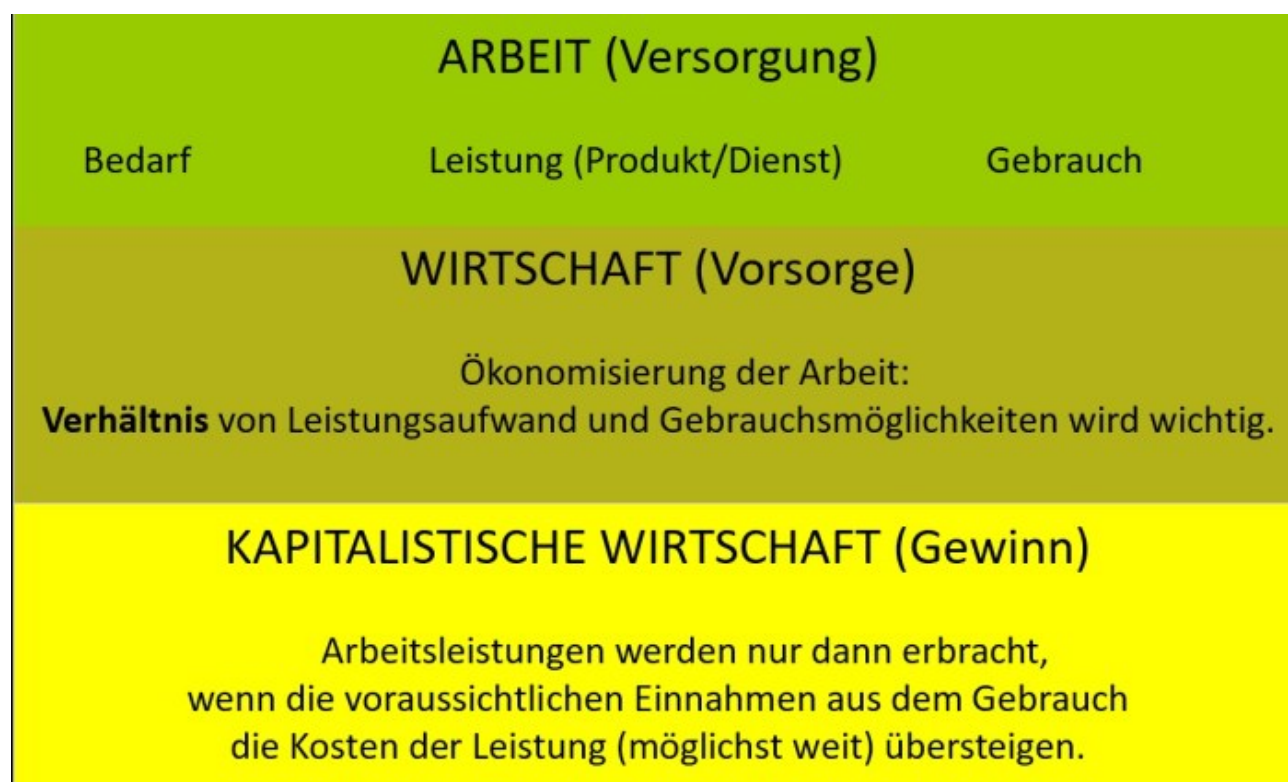 ARBEIT (Versorgung)
Bedarf Leistung (Produkt/Dienst) Gebrauch
WIRTSCHAFT (Vorsorge)
Ökonomisierung der Arbeit:
Verhältnis von Leistungsaufwand und Gebrauchsmöglichkeiten wird wichtig.
KAPITALISTISCHE WIRTSCHAFT (Gewinn)
Arbeitsleistungen werden nur dann erbracht,
wenn die voraussichtlichen Einnahmen aus dem Gebrauch
die Kosten der Leistung (möglichst weit) übersteigen.